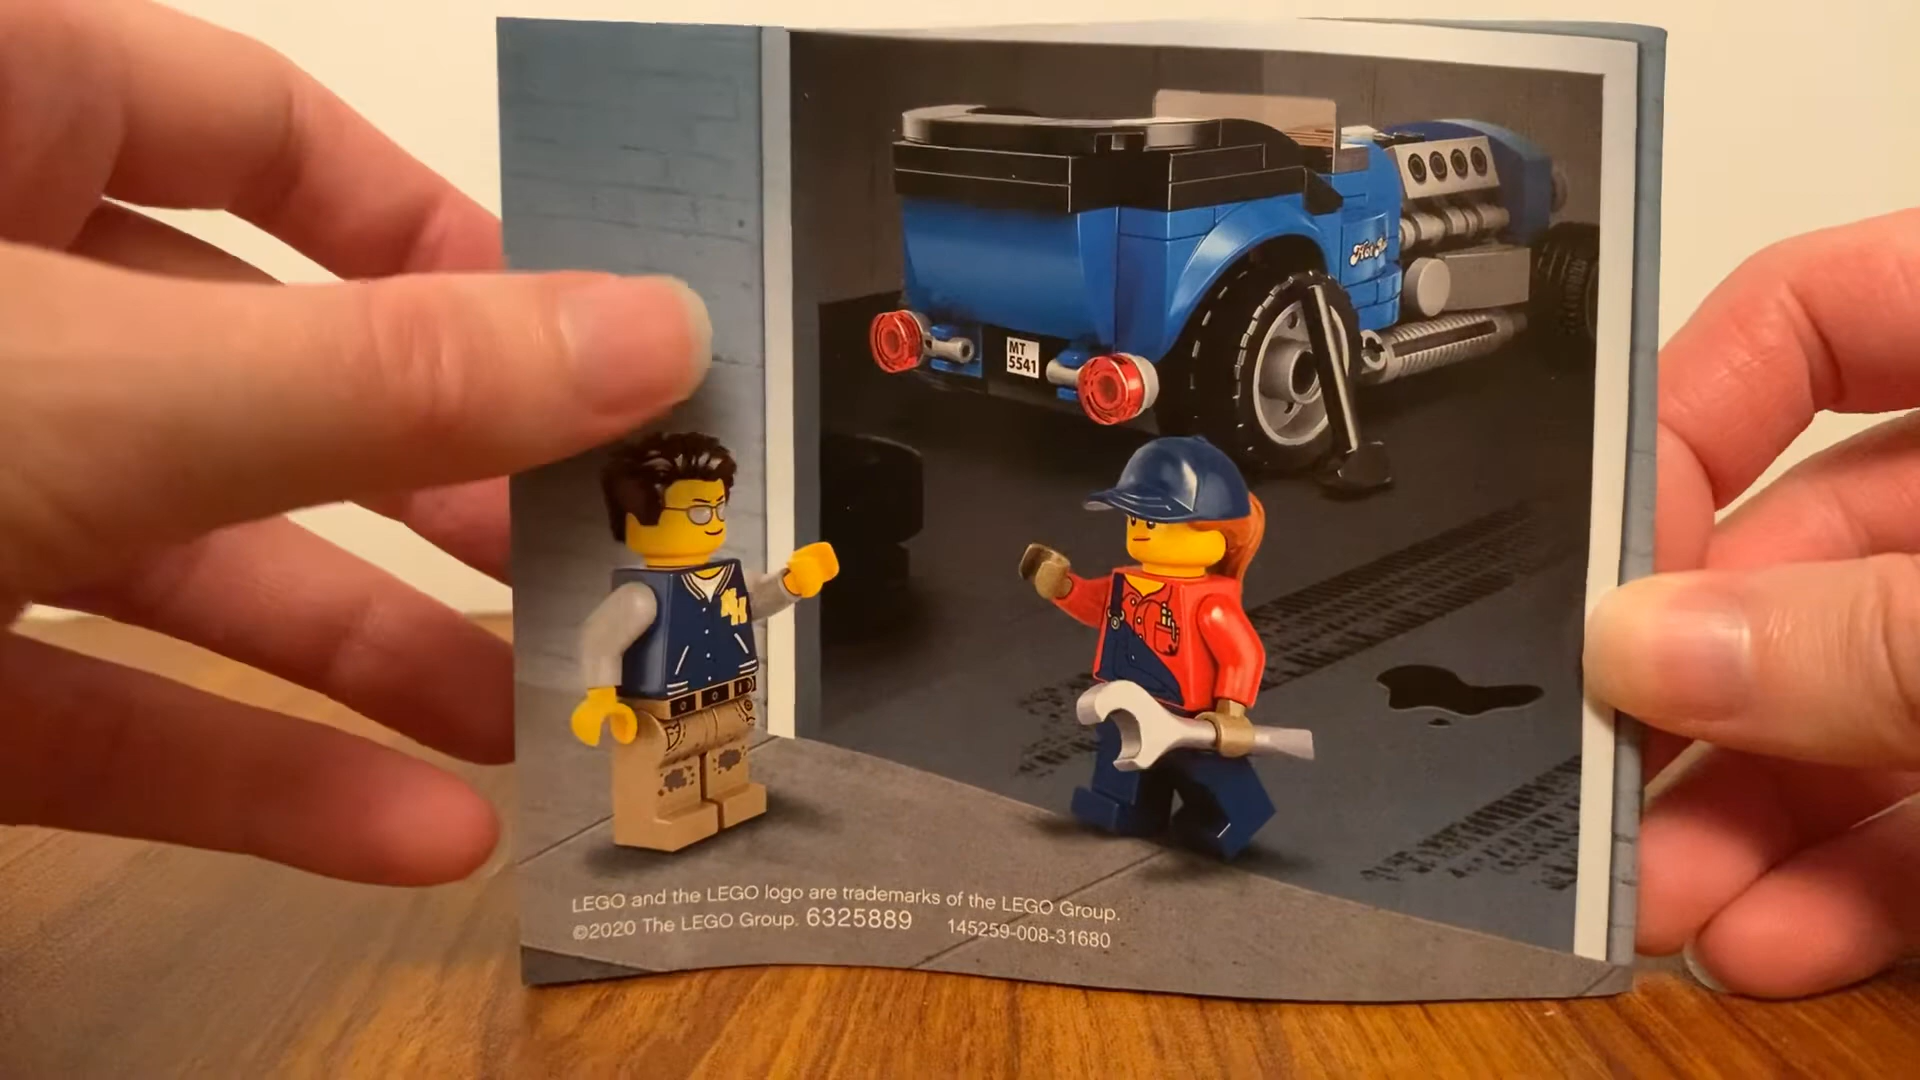 MT
5541
NH
LEGO and the LEGO logo are trademarks of the LEGO Group.
©2020 The LEGO Group. 6325889 145259-008-31680